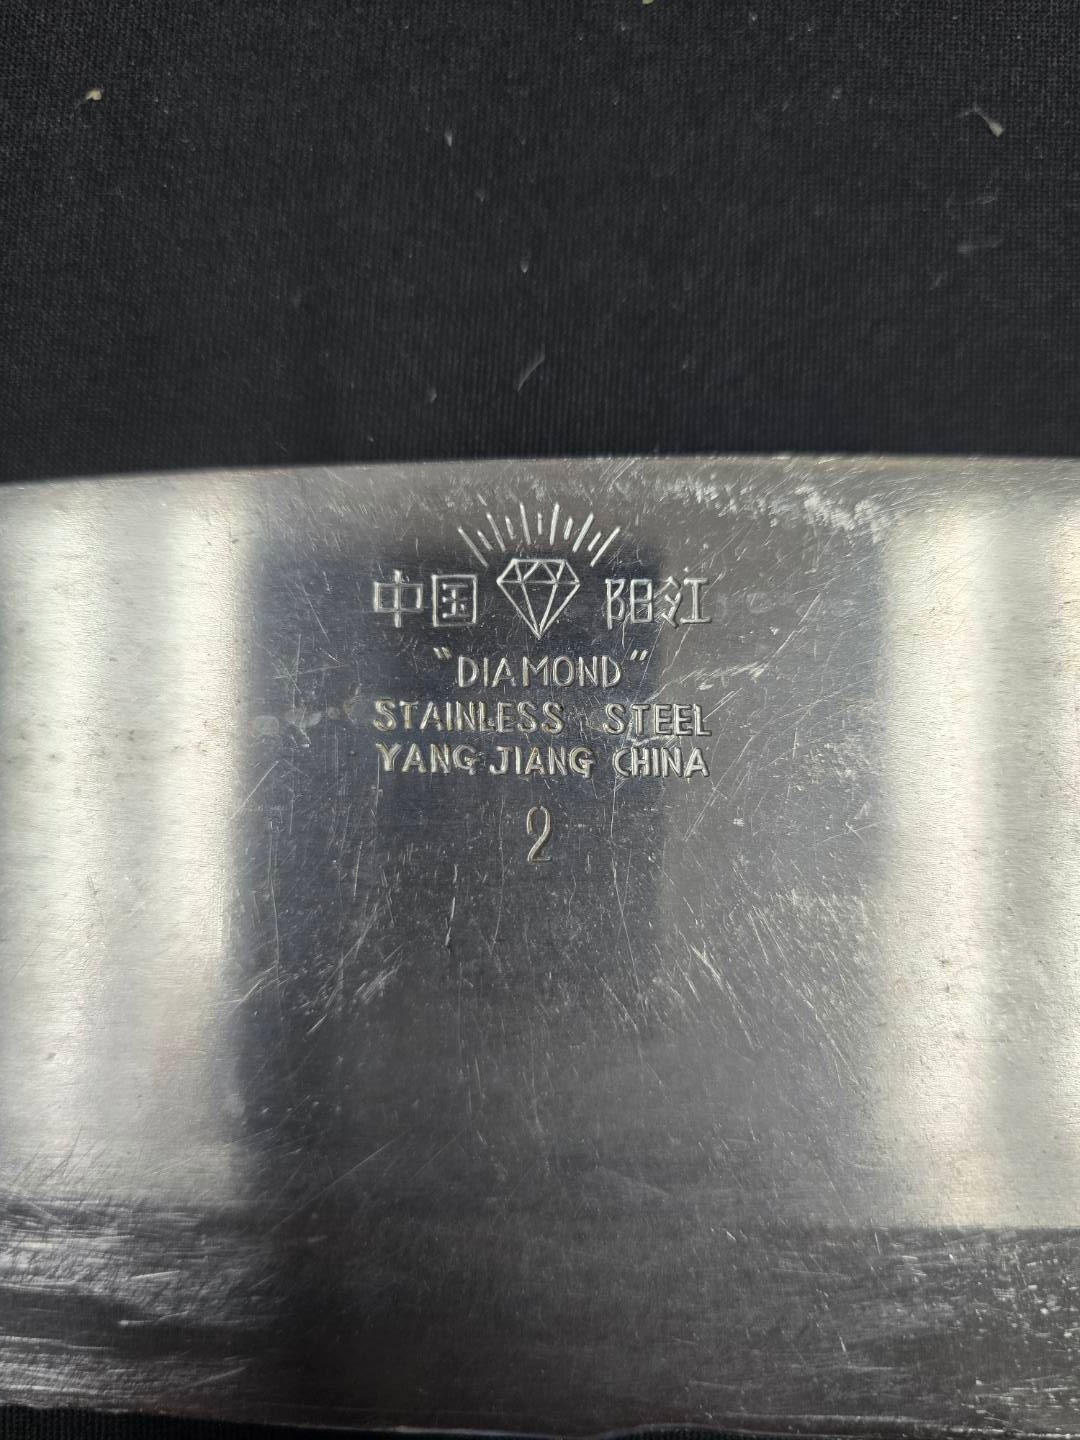 中国 阳江
"DIAMOND"
STAINLESS STEEL
YANG JIANG CHINA
2